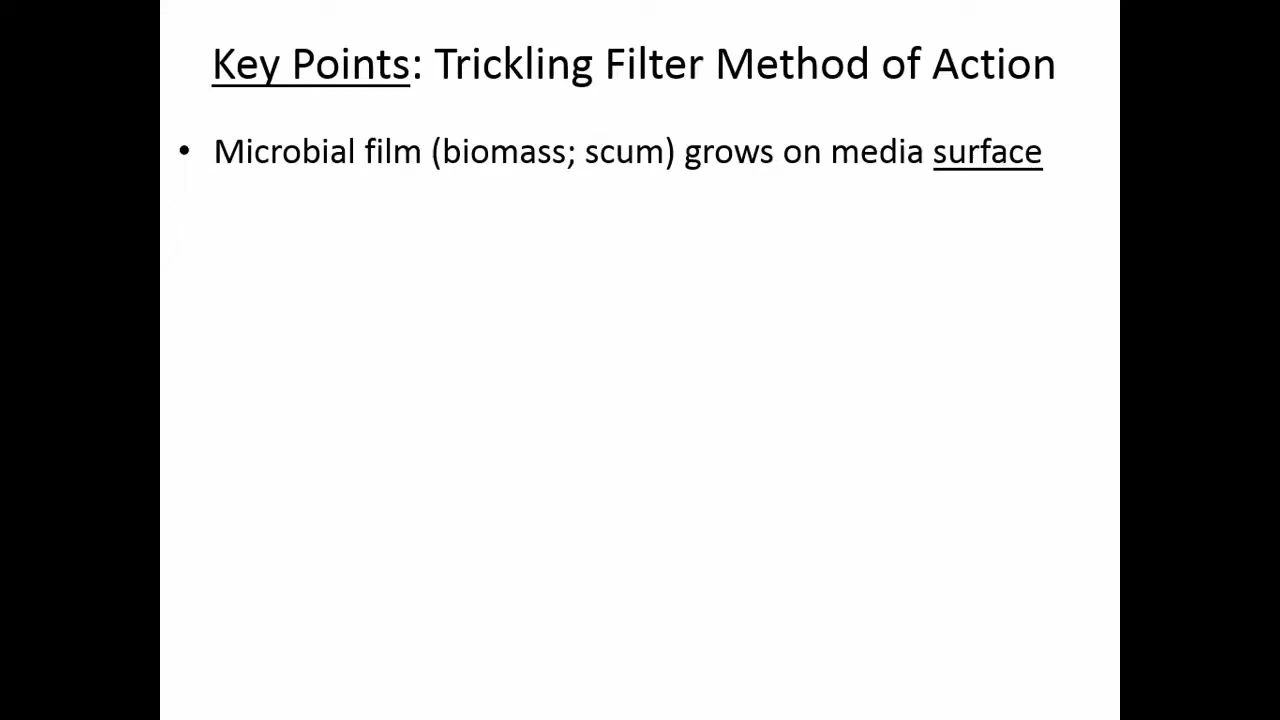 Key Points: Trickling Filter Method of Action
• Microbial film (biomass; scum) grows on media surface